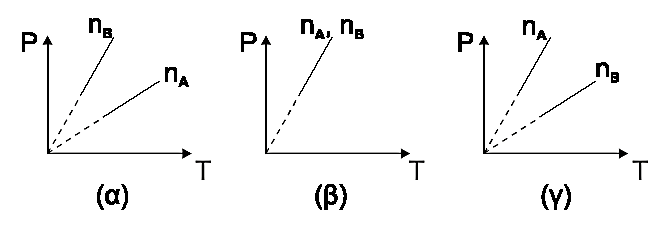 P n_B n_A T
(α)
P n_A, n_B T
(β)
P n_A n_B T
(γ)